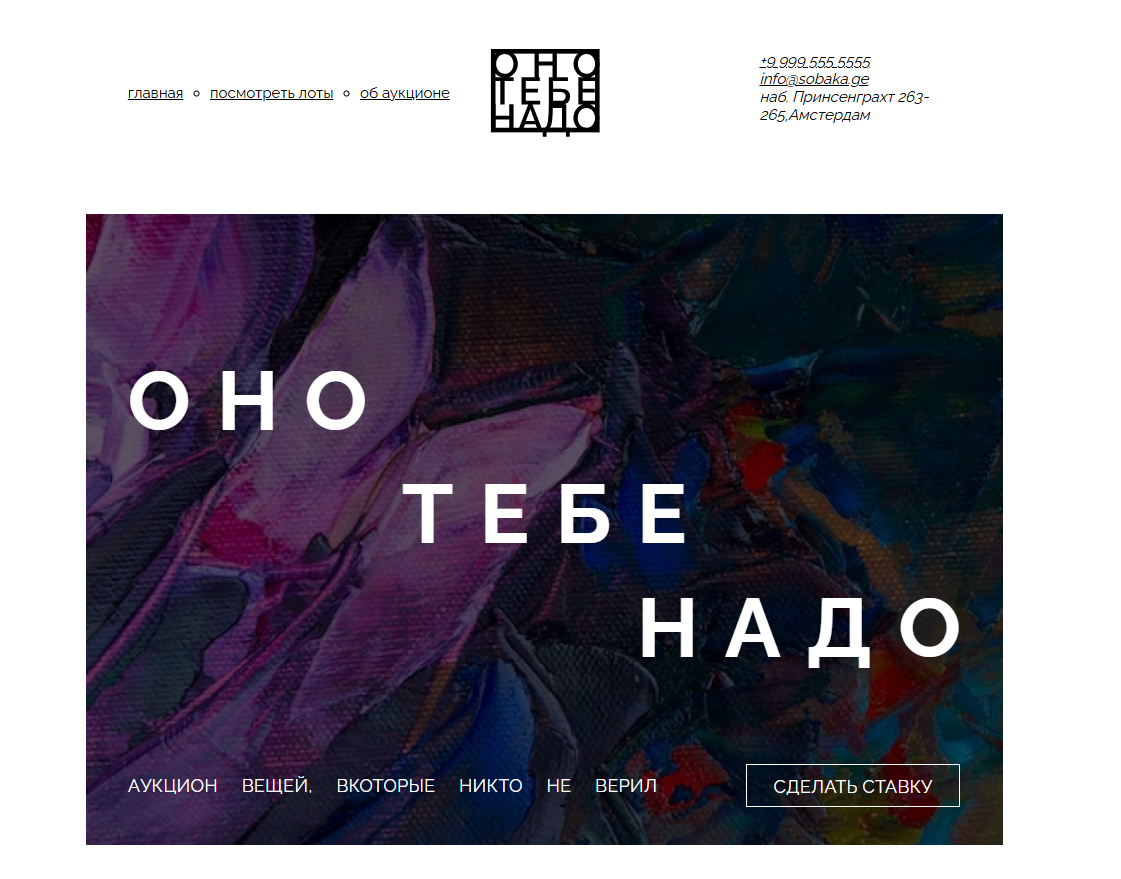 главная
посмотреть лоты
об аукционе
ОНО
ТЕБЕ
НАДО
+9 999 555 5555
info@sobaka.ge
наб. Принсенграхт 263-
265,Амстердам
ОНО
ТЕБЕ
НАДО
АУКЦИОН ВЕЩЕЙ, ВКОТОРЫЕ НИКТО НЕ ВЕРИЛ
СДЕЛАТЬ СТАВКУ